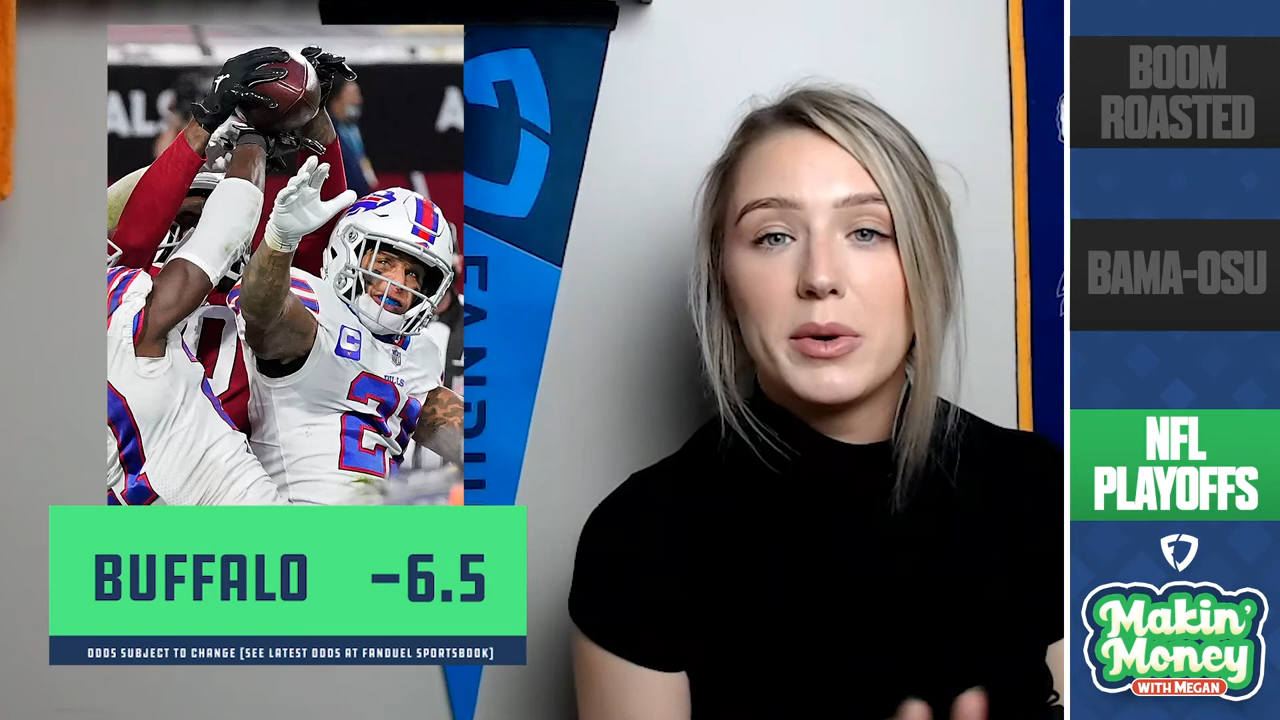 BUFFALO -6.5
ODDS SUBJECT TO CHANGE [SEE LATEST ODDS AT FANDUEL SPORTSBOOK]
BOOM
ROASTED
BAMA-OSU
NFL
PLAYOFFS
Makin'
Money
WITH MEGAN
BILLS
C